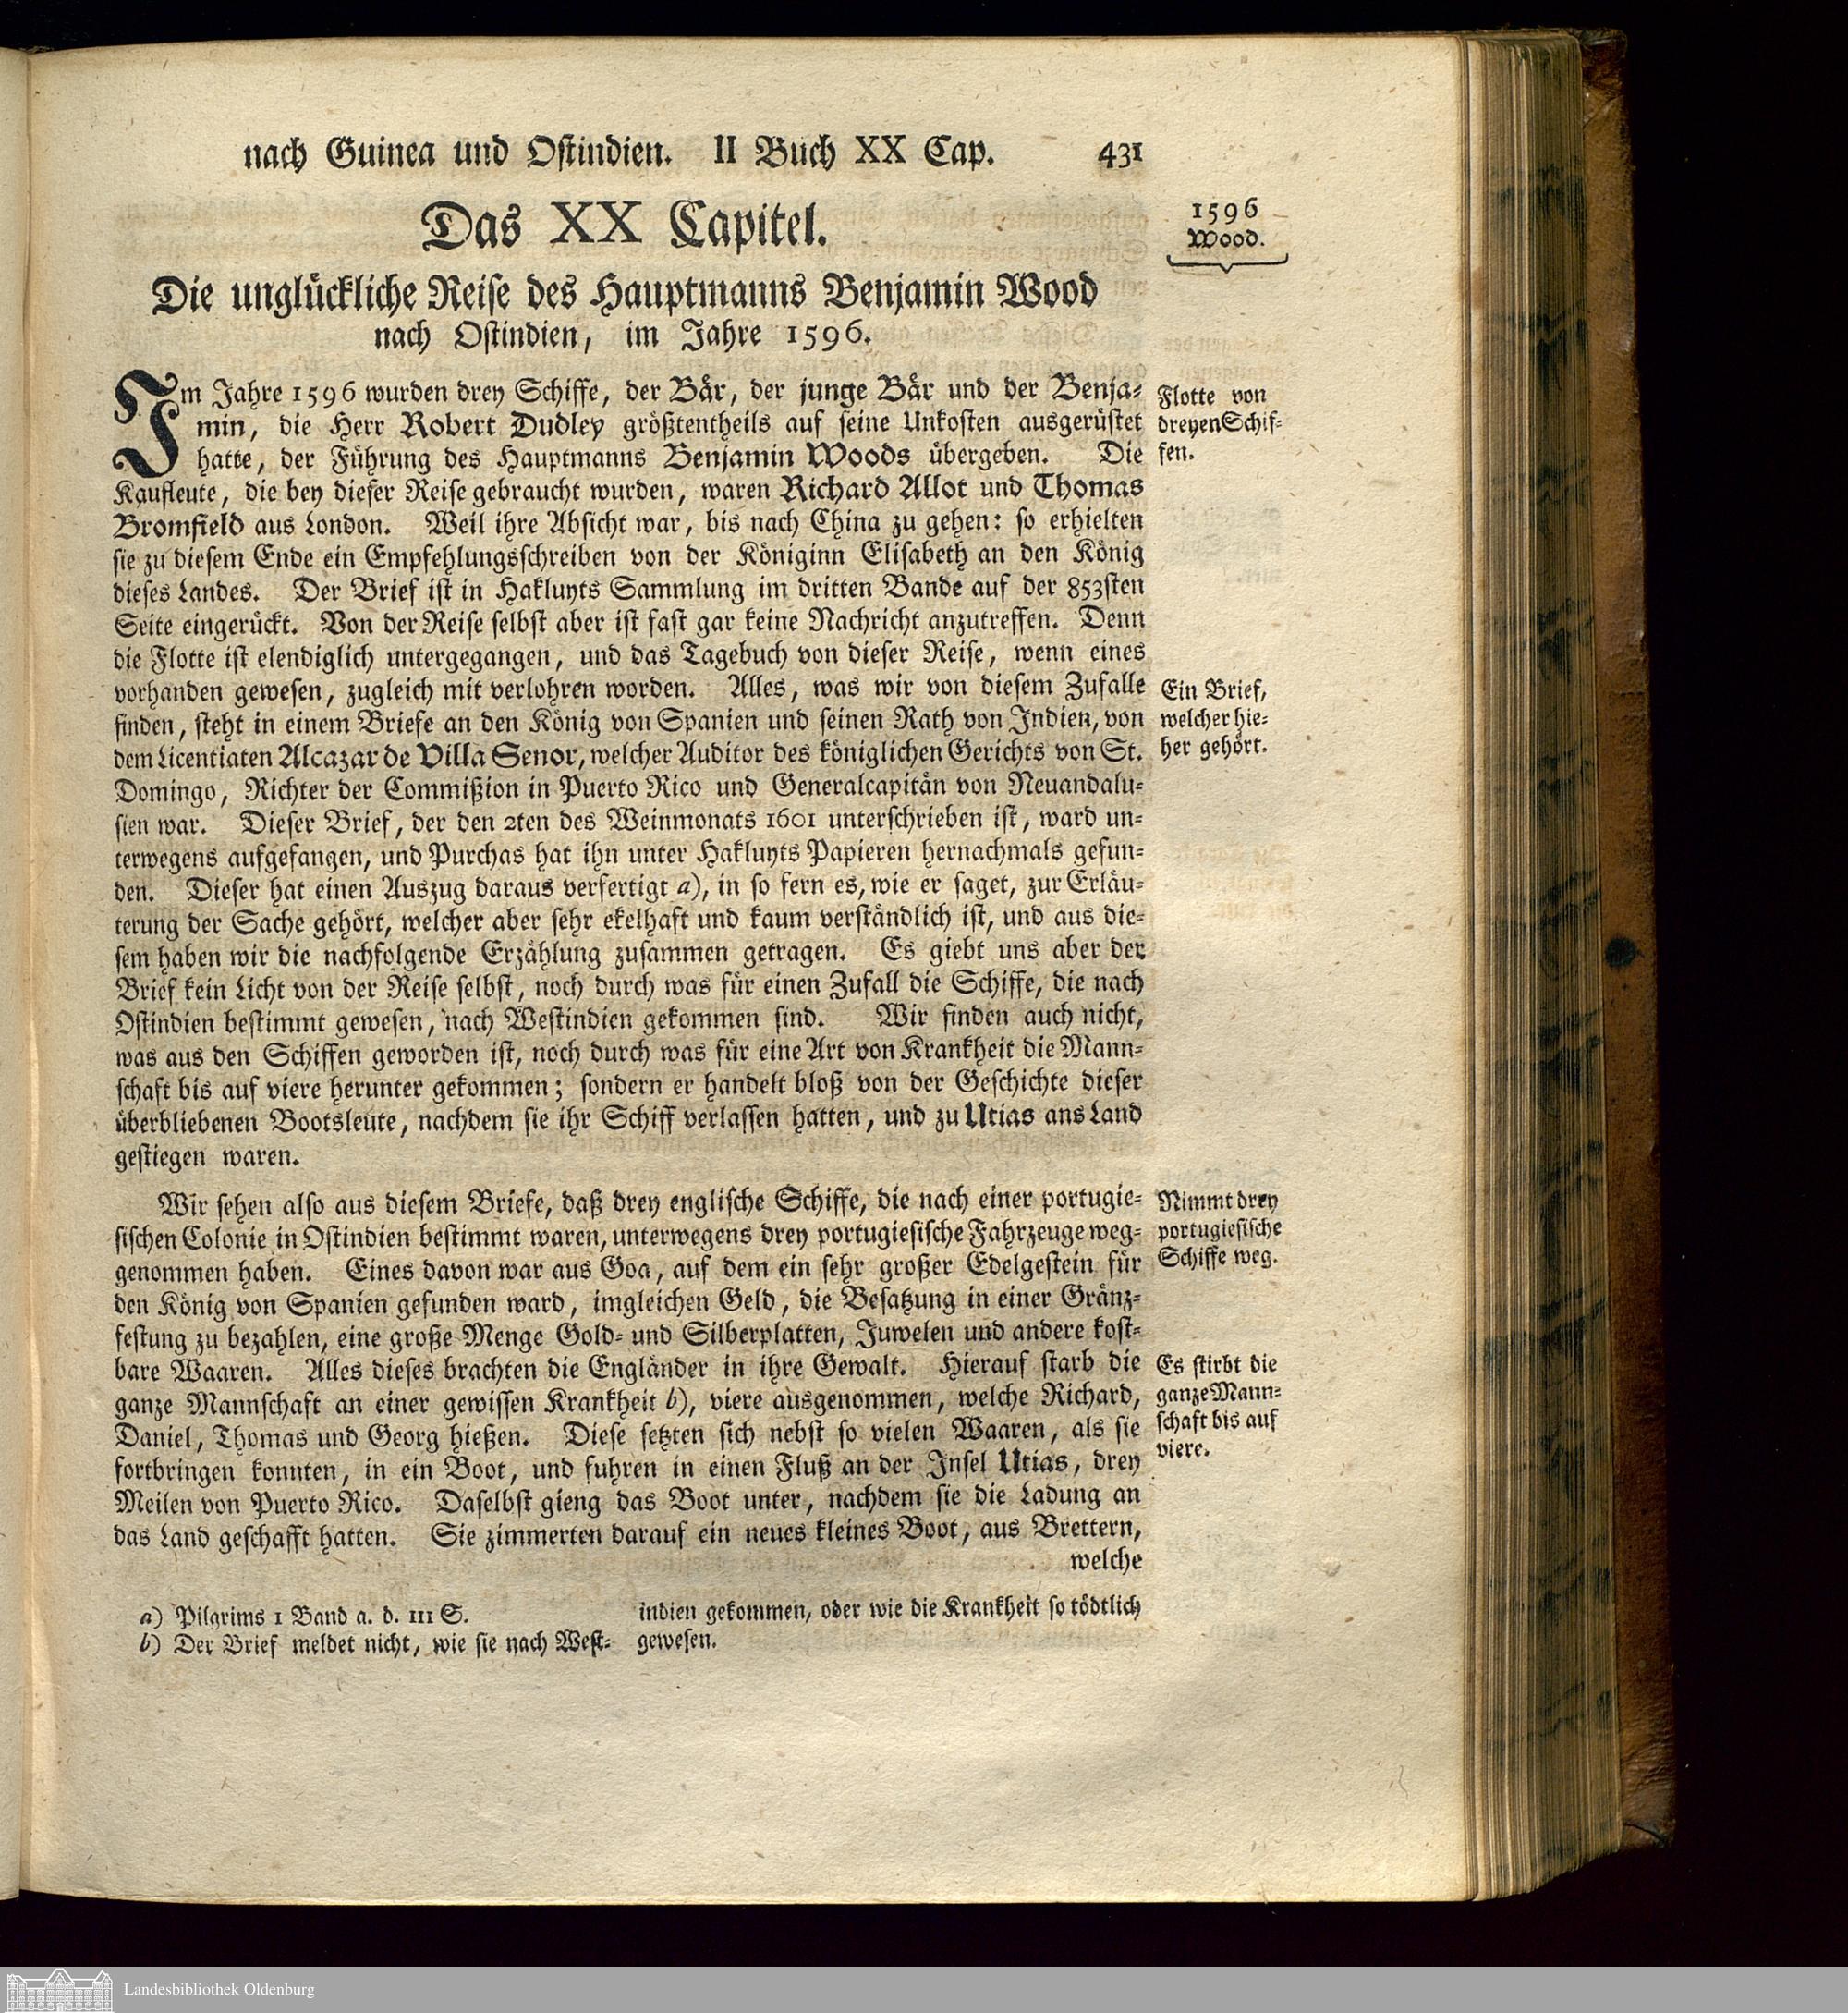 nach Guinea und Ostindien. II Buch XX Cap. 431
Das XX Capitel.
1596
Wood.
Die unglückliche Reise des Hauptmanns Benjamin Wood
nach Ostindien, im Jahre 1596.
Im Jahre 1596 wurden drey Schiffe, der Bär, der junge Bär und der Benja-
min, die Herr Robert Dudley größtentheils auf seine Unkosten ausgerüstet
hatte, der Führung des Hauptmanns Benjamin Woods übergeben. Die
Flotte von
dreyen Schif-
fen.
Kaufleute, die bey dieser Reise gebraucht wurden, waren Richard Allot und Thomas
Bromfield aus London. Weil ihre Absicht war, bis nach China zu gehen: so erhielten
sie zu diesem Ende ein Empfehlungsschreiben von der Königinn Elisabeth an den König
dieses Landes. Der Brief ist in Hakluyts Sammlung im dritten Bande auf der 853sten
Seite eingerückt. Von der Reise selbst aber ist fast gar keine Nachricht anzutreffen. Denn
die Flotte ist elendiglich untergegangen, und das Tagebuch von dieser Reise, wenn eines
vorhanden gewesen, zugleich mit verlohren worden. Alles, was wir von diesem Zufalle
finden, steht in einem Briefe an den König von Spanien und seinen Rath von Indien, von
dem Licentiaten Alcazar de Villa Senor, welcher Auditor des königlichen Gerichts von St.
Ein Brief,
welcher hie-
her gehört.
Domingo, Richter der Commißion in Puerto Rico und Generalcapitän von Neuandalu-
sien war. Dieser Brief, der den 2ten des Weinmonats 1601 unterschrieben ist, ward un-
terwegens aufgefangen, und Purchas hat ihn unter Hakluyts Papieren hernachmals gefun-
den. Dieser hat einen Auszug daraus verfertigt a), in so fern es, wie er saget, zur Erläu-
terung der Sache gehört, welcher aber sehr ekelhaft und kaum verständlich ist, und aus die-
sem haben wir die nachfolgende Erzählung zusammen getragen. Es giebt uns aber der
Brief kein Licht von der Reise selbst, noch durch was für einen Zufall die Schiffe, die nach
Ostindien bestimmt gewesen, nach Westindien gekommen sind. Wir finden auch nicht,
was aus den Schiffen geworden ist, noch durch was für eine Art von Krankheit die Mann-
schaft bis auf viere herunter gekommen; sondern er handelt bloß von der Geschichte dieser
überbliebenen Bootsleute, nachdem sie ihr Schiff verlassen hatten, und zu Utias ans Land
gestiegen waren.
Wir sehen also aus diesem Briefe, daß drey englische Schiffe, die nach einer portugie-
sischen Colonie in Ostindien bestimmt waren, unterwegens drey portugiesische Fahrzeuge weg-
genommen haben. Eines davon war aus Goa, auf dem ein sehr großer Edelgestein für
Nimmt drey
portugiesische
Schiffe weg.
den König von Spanien gefunden ward, imgleichen Geld, die Besatzung in einer Gränz-
festung zu bezahlen, eine große Menge Gold- und Silberplatten, Juwelen und andere kost-
bare Waaren. Alles dieses brachten die Engländer in ihre Gewalt. Hierauf starb die
ganze Mannschaft an einer gewissen Krankheit b), viere ausgenommen, welche Richard,
Daniel, Thomas und Georg hießen. Diese setzten sich nebst so vielen Waaren, als sie
fortbringen konnten, in ein Boot, und fuhren in einen Fluß an der Insel Utias, drey
Es stirbt die
ganze Mann-
schaft bis auf
viere.
Meilen von Puerto Rico. Daselbst gieng das Boot unter, nachdem sie die Ladung an
das Land geschafft hatten. Sie zimmerten darauf ein neues kleines Boot, aus Brettern,
welche
a) Pilgrims 1 Band a. d. 111 S.
b) Der Brief meldet nicht, wie sie nach West-
indien gekommen, oder wie die Krankheit so tödtlich
gewesen.
Landesbibliothek Oldenburg